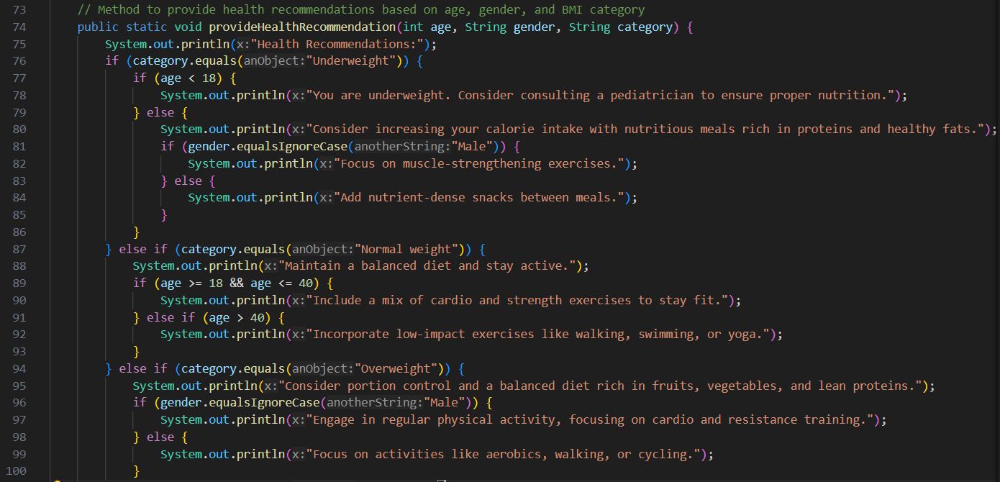 73 // Method to provide health recommendations based on age, gender, and BMI category
74 public static void provideHealthRecommendation(int age, String gender, String category) {
75 System.out.println(x:"Health Recommendations:");
76 if (category.equals(anObject:"Underweight")) {
77 if (age < 18) {
78 System.out.println(x:"You are underweight. Consider consulting a pediatrician to ensure proper nutrition.");
79 } else {
80 System.out.println(x:"Consider increasing your calorie intake with nutritious meals rich in proteins and healthy fats.");
81 if (gender.equalsIgnoreCase(anotherString:"Male")) {
82 System.out.println(x:"Focus on muscle-strengthening exercises.");
83 } else {
84 System.out.println(x:"Add nutrient-dense snacks between meals.");
85 }
86 }
87 } else if (category.equals(anObject:"Normal weight")) {
88 System.out.println(x:"Maintain a balanced diet and stay active.");
89 if (age >= 18 && age <= 40) {
90 System.out.println(x:"Include a mix of cardio and strength exercises to stay fit.");
91 } else if (age > 40) {
92 System.out.println(x:"Incorporate low-impact exercises like walking, swimming, or yoga.");
93 }
94 } else if (category.equals(anObject:"Overweight")) {
95 System.out.println(x:"Consider portion control and a balanced diet rich in fruits, vegetables, and lean proteins.");
96 if (gender.equalsIgnoreCase(anotherString:"Male")) {
97 System.out.println(x:"Engage in regular physical activity, focusing on cardio and resistance training.");
98 } else {
99 System.out.println(x:"Focus on activities like aerobics, walking, or cycling.");
100 }